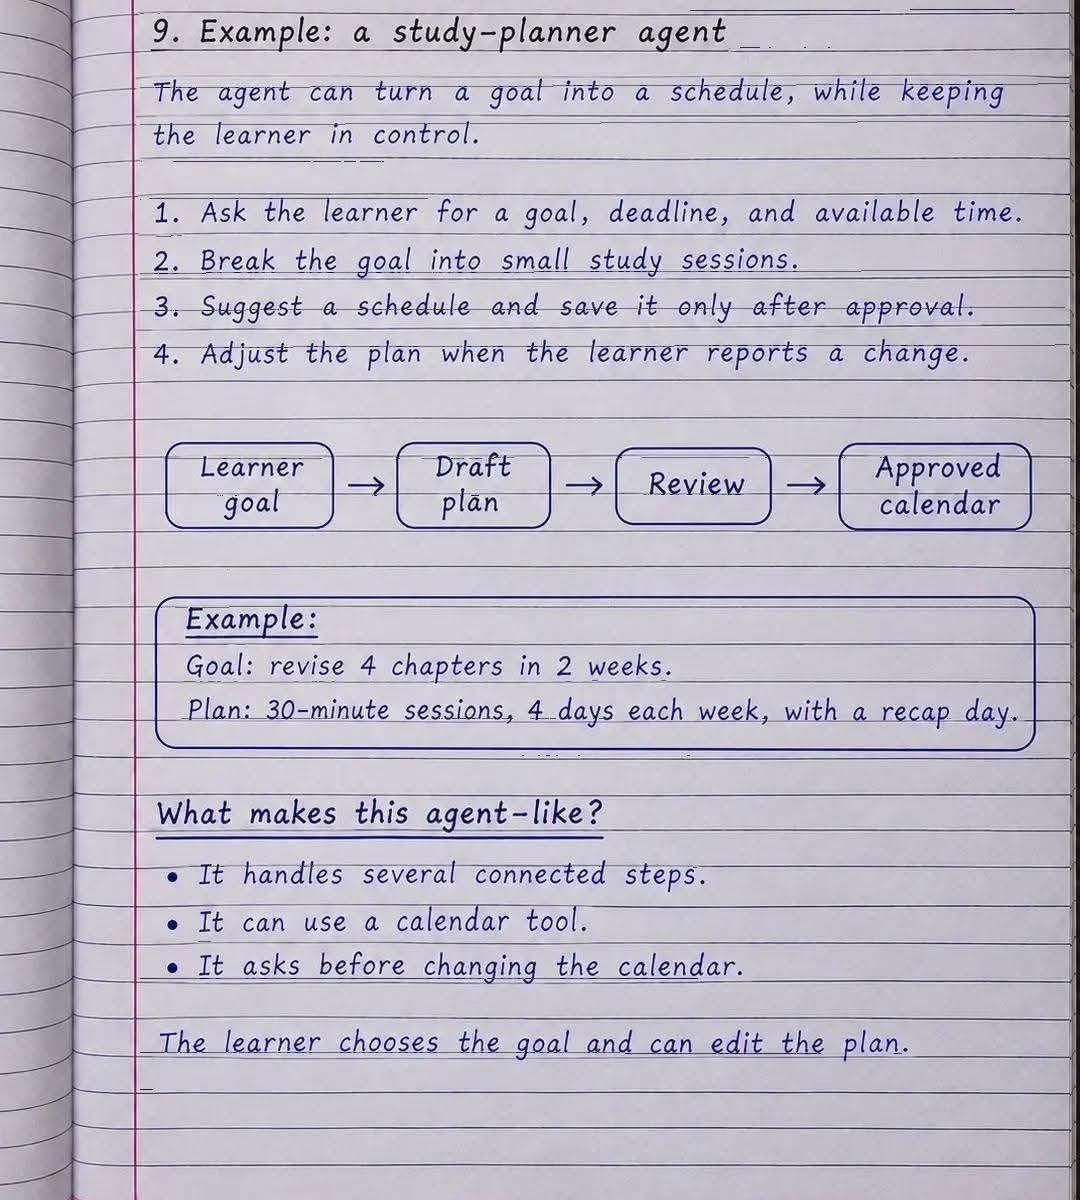 9. Example: a study-planner agent
The agent can turn a goal into a schedule, while keeping
the learner in control.
1. Ask the learner for a goal, deadline, and available time.
2. Break the goal into small study sessions.
3. Suggest a schedule and save it only after approval.
4. Adjust the plan when the learner reports a change.
Learner
goal
→
Draft
plan
→
Review
→
Approved
calendar
Example:
Goal: revise 4 chapters in 2 weeks.
Plan: 30-minute sessions, 4 days each week, with a recap day.
What makes this agent-like?
• It handles several connected steps.
• It can use a calendar tool.
• It asks before changing the calendar.
The learner chooses the goal and can edit the plan.